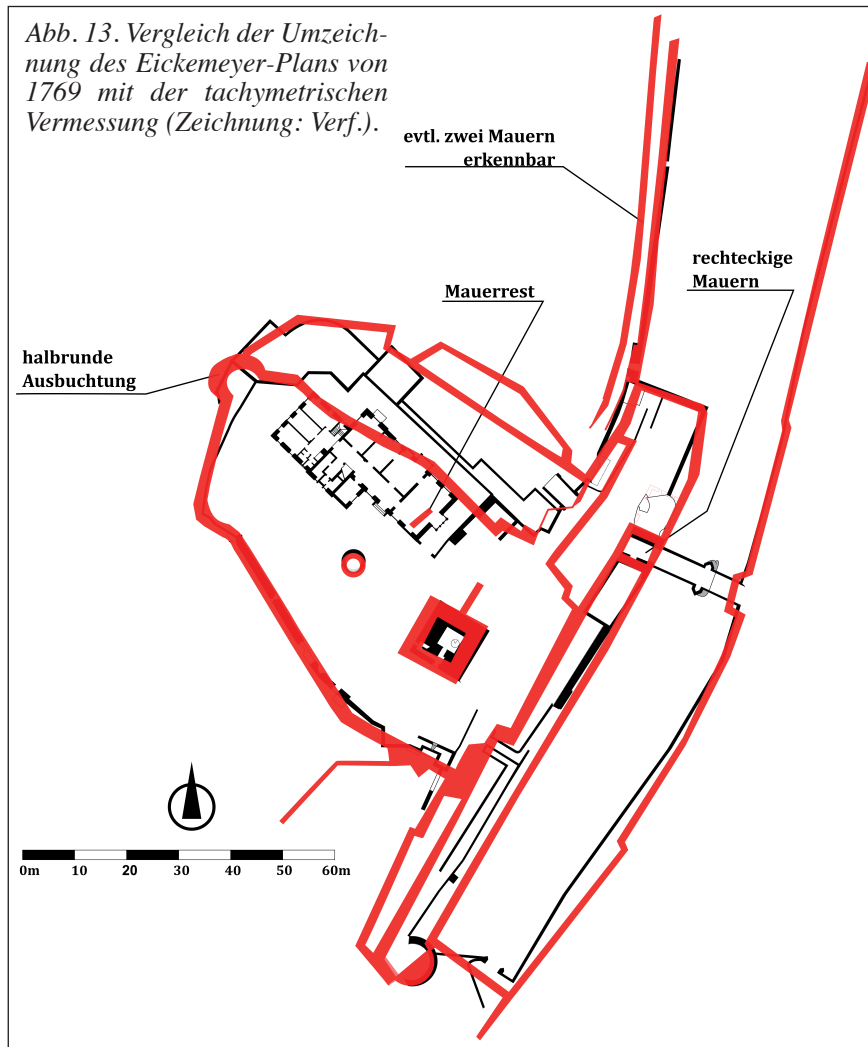 Abb. 13. Vergleich der Umzeich-
nung des Eickemeyer-Plans von
1769 mit der tachymetrischen
Vermessung (Zeichnung: Verf.).
evtl. zwei Mauern
erkennbar
rechteckige
Mauern
Mauerrest
halbrunde
Ausbuchtung
0m 10 20 30 40 50 60m